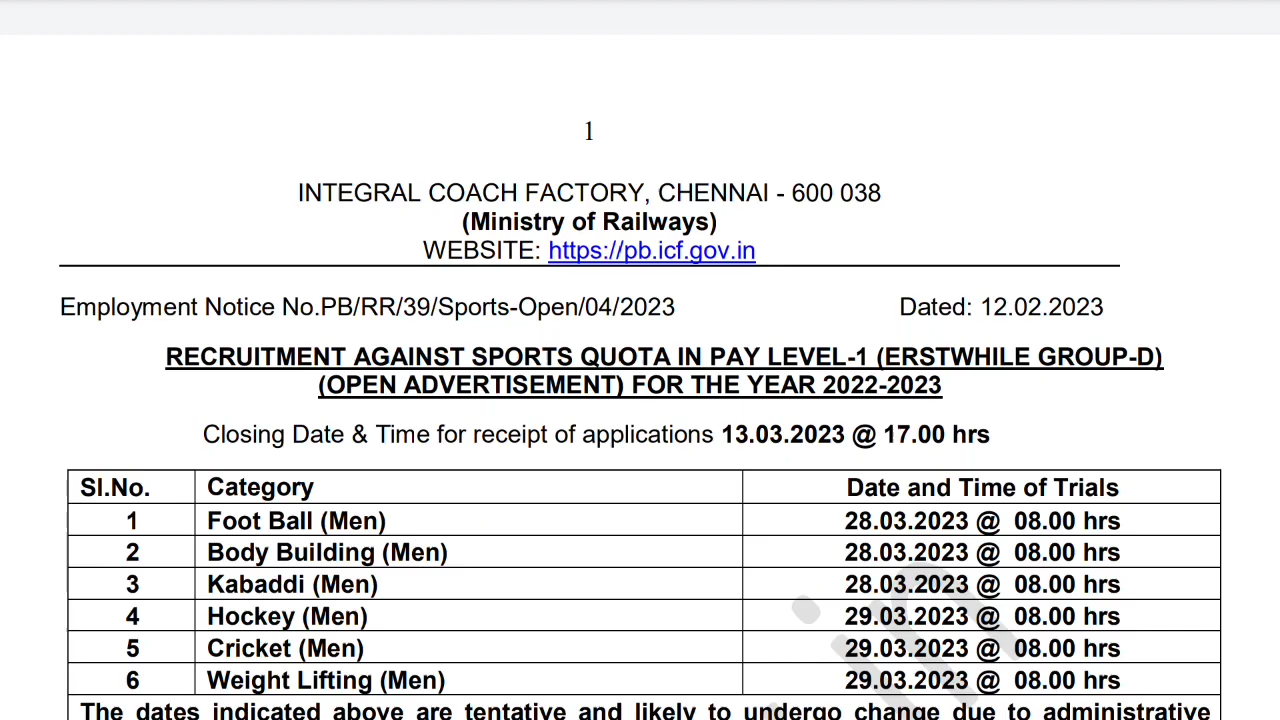 1
INTEGRAL COACH FACTORY, CHENNAI - 600 038
(Ministry of Railways)
WEBSITE: https://pb.icf.gov.in
Employment Notice No.PB/RR/39/Sports-Open/04/2023 Dated: 12.02.2023
RECRUITMENT AGAINST SPORTS QUOTA IN PAY LEVEL-1 (ERSTWHILE GROUP-D)
(OPEN ADVERTISEMENT) FOR THE YEAR 2022-2023
Closing Date & Time for receipt of applications 13.03.2023 @ 17.00 hrs
Sl.No. Category Date and Time of Trials
1 Foot Ball (Men) 28.03.2023 @ 08.00 hrs
2 Body Building (Men) 28.03.2023 @ 08.00 hrs
3 Kabaddi (Men) 28.03.2023 @ 08.00 hrs
4 Hockey (Men) 29.03.2023 @ 08.00 hrs
5 Cricket (Men) 29.03.2023 @ 08.00 hrs
6 Weight Lifting (Men) 29.03.2023 @ 08.00 hrs
The dates indicated above are tentative and likely to undergo change due to administrative
.in